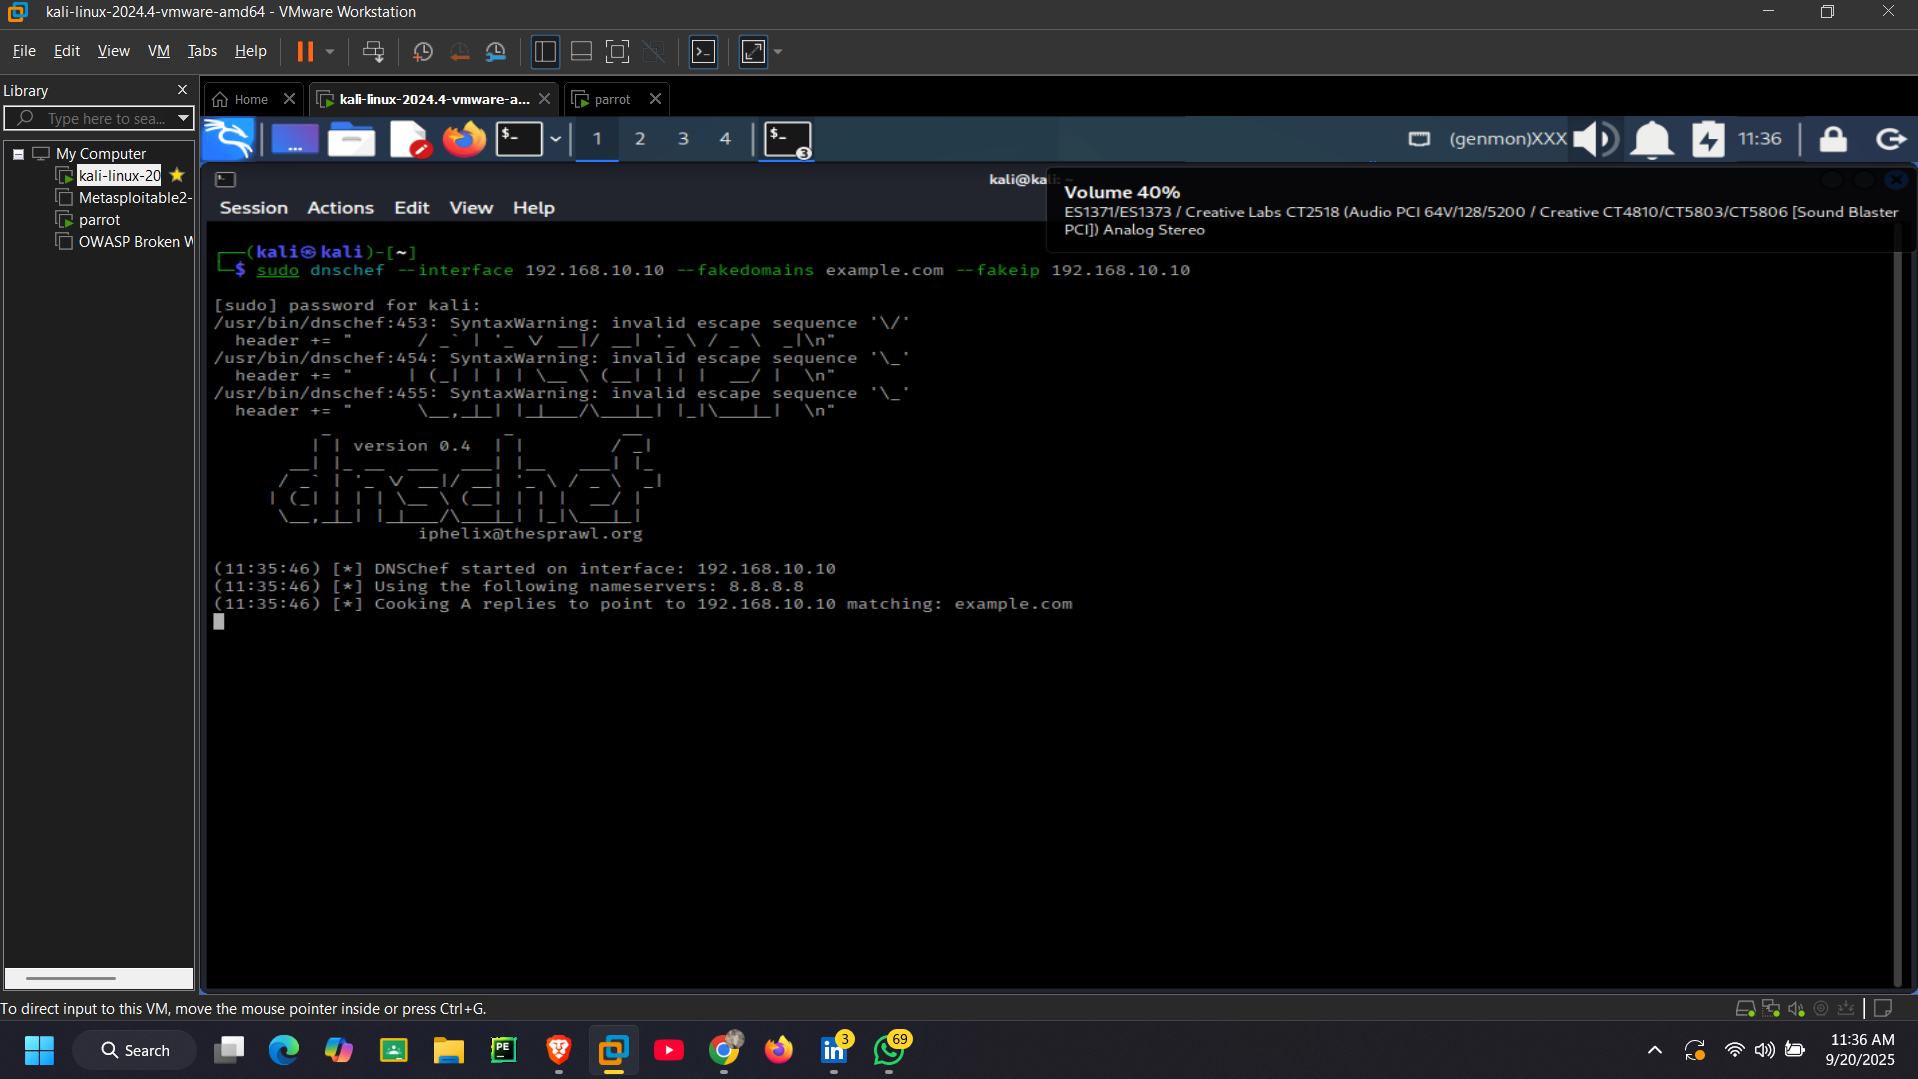 kali-linux-2024.4-vmware-amd64 - VMware Workstation
File Edit View VM Tabs Help
Library
Type here to sea...
Home
kali-linux-2024.4-vmware-a...
parrot
My Computer
kali-linux-20
Metasploitable2-
parrot
OWASP Broken W
1 2 3 4
3
(genmon)XXX
11:36
kali@kali: ~
Volume 40%
ES1371/ES1373 / Creative Labs CT2518 (Audio PCI 64V/128/5200 / Creative CT4810/CT5803/CT5806 [Sound Blaster
PCI]) Analog Stereo
Session Actions Edit View Help
┌──(kali㉿kali)-[~]
└─$ sudo dnschef --interface 192.168.10.10 --fakedomains example.com --fakeip 192.168.10.10
[sudo] password for kali:
/usr/bin/dnschef:453: SyntaxWarning: invalid escape sequence '\/'
header += "      / _` | '_ \/ __|/ __| '_ \ / _ \  _|\n"
/usr/bin/dnschef:454: SyntaxWarning: invalid escape sequence '\_'
header += "     | (_| | | | \__ \ (__| | | |  __/ |  \n"
/usr/bin/dnschef:455: SyntaxWarning: invalid escape sequence '\_'
header += "      \__,_|_| |_|___/\___|_| |_|\___|_|  \n"
version 0.4
dnschef
iphelix@thesprawl.org
(11:35:46) [*] DNSChef started on interface: 192.168.10.10
(11:35:46) [*] Using the following nameservers: 8.8.8.8
(11:35:46) [*] Cooking A replies to point to 192.168.10.10 matching: example.com
To direct input to this VM, move the mouse pointer inside or press Ctrl+G.
Search
PE
3
69
11:36 AM
9/20/2025